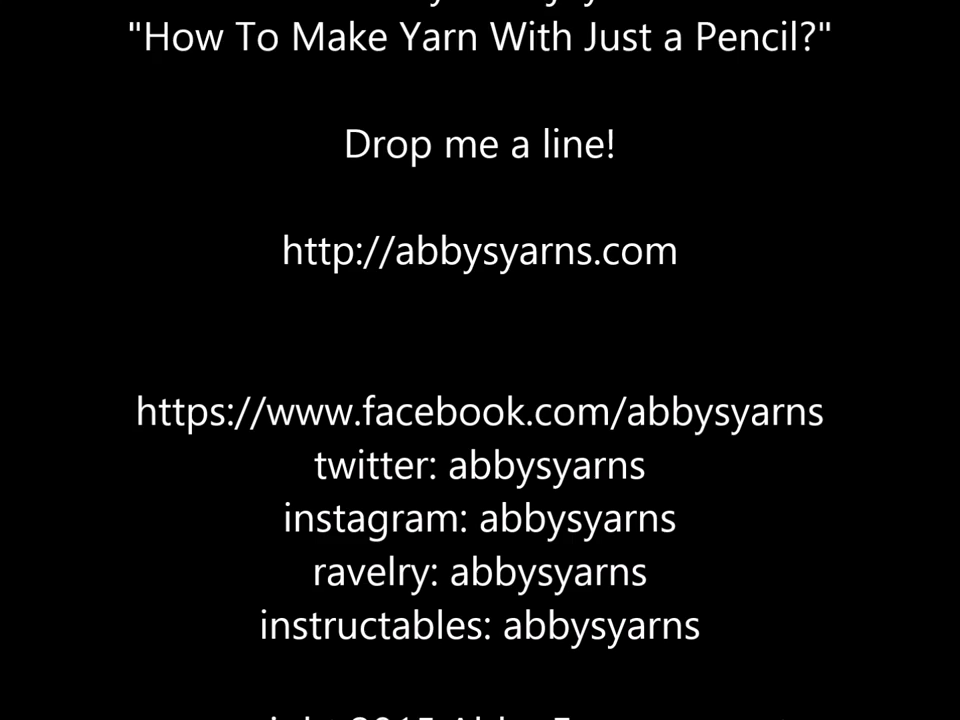 "How To Make Yarn With Just a Pencil?"
Drop me a line!
http://abbysyarns.com
https://www.facebook.com/abbysyarns
twitter: abbysyarns
instagram: abbysyarns
ravelry: abbysyarns
instructables: abbysyarns